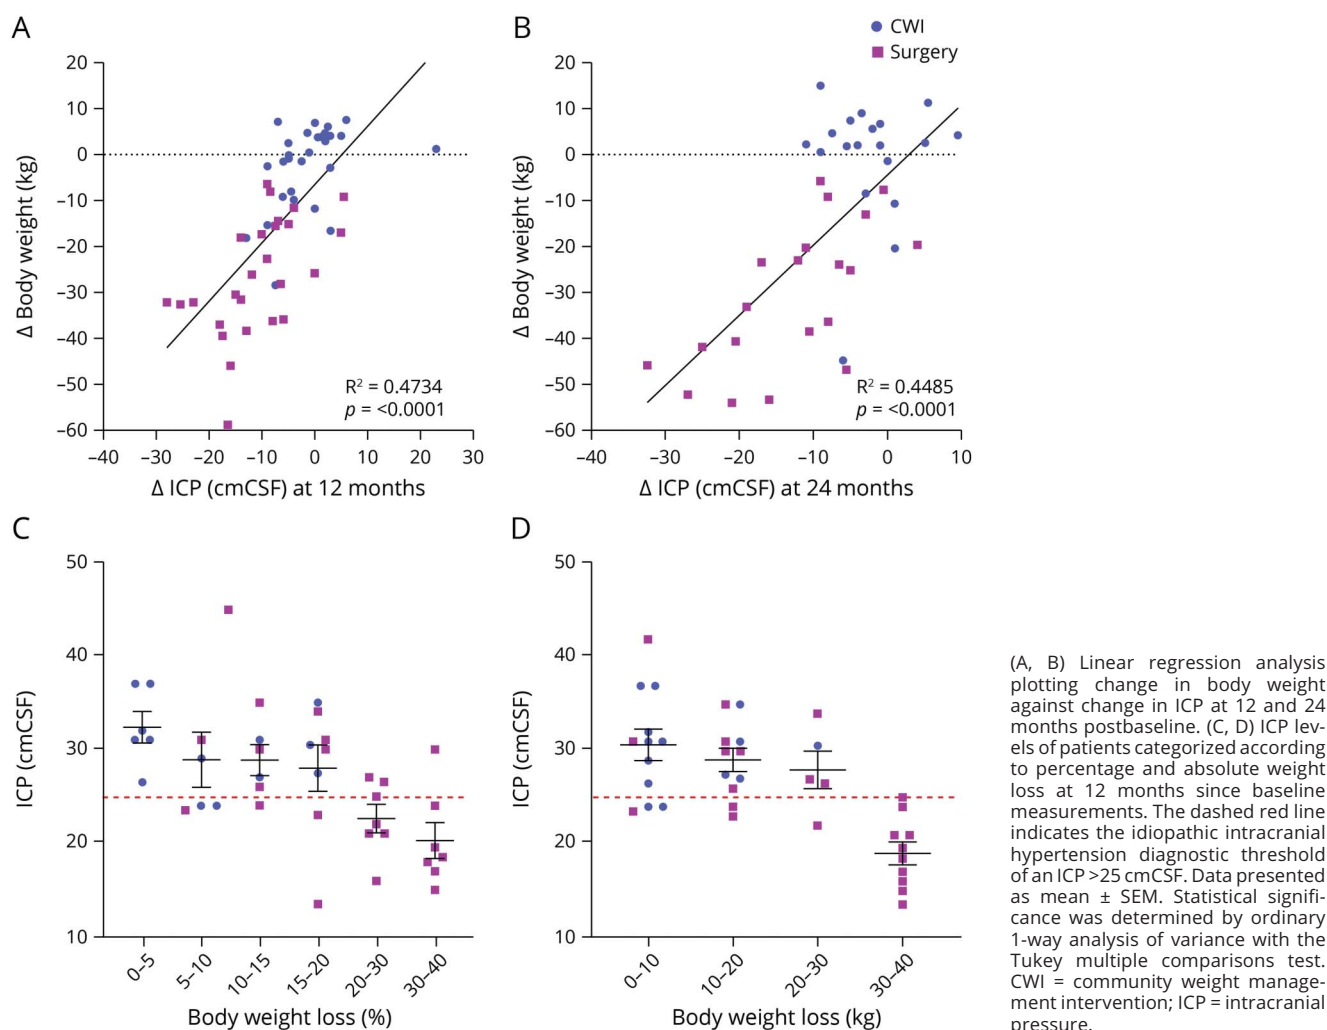 A
20
10
0
−10
−20
−30
−40
−50
−60
−40
−30
−20
−10
0
10
20
30
Δ Body weight (kg)
Δ ICP (cmCSF) at 12 months
R² = 0.4734
p = <0.0001
B
CWI
Surgery
20
10
0
−10
−20
−30
−40
−50
−60
−40
−30
−20
−10
0
10
Δ Body weight (kg)
Δ ICP (cmCSF) at 24 months
R² = 0.4485
p = <0.0001
C
50
40
30
20
10
ICP (cmCSF)
0–5
5–10
10–15
15–20
20–30
30–40
Body weight loss (%)
D
50
40
30
20
10
ICP (cmCSF)
0–10
10–20
20–30
30–40
Body weight loss (kg)
(A, B) Linear regression analysis
plotting change in body weight
against change in ICP at 12 and 24
months postbaseline. (C, D) ICP lev-
els of patients categorized according
to percentage and absolute weight
loss at 12 months since baseline
measurements. The dashed red line
indicates the idiopathic intracranial
hypertension diagnostic threshold
of an ICP >25 cmCSF. Data presented
as mean ± SEM. Statistical signifi-
cance was determined by ordinary
1-way analysis of variance with the
Tukey multiple comparisons test.
CWI = community weight manage-
ment intervention; ICP = intracranial
pressure.